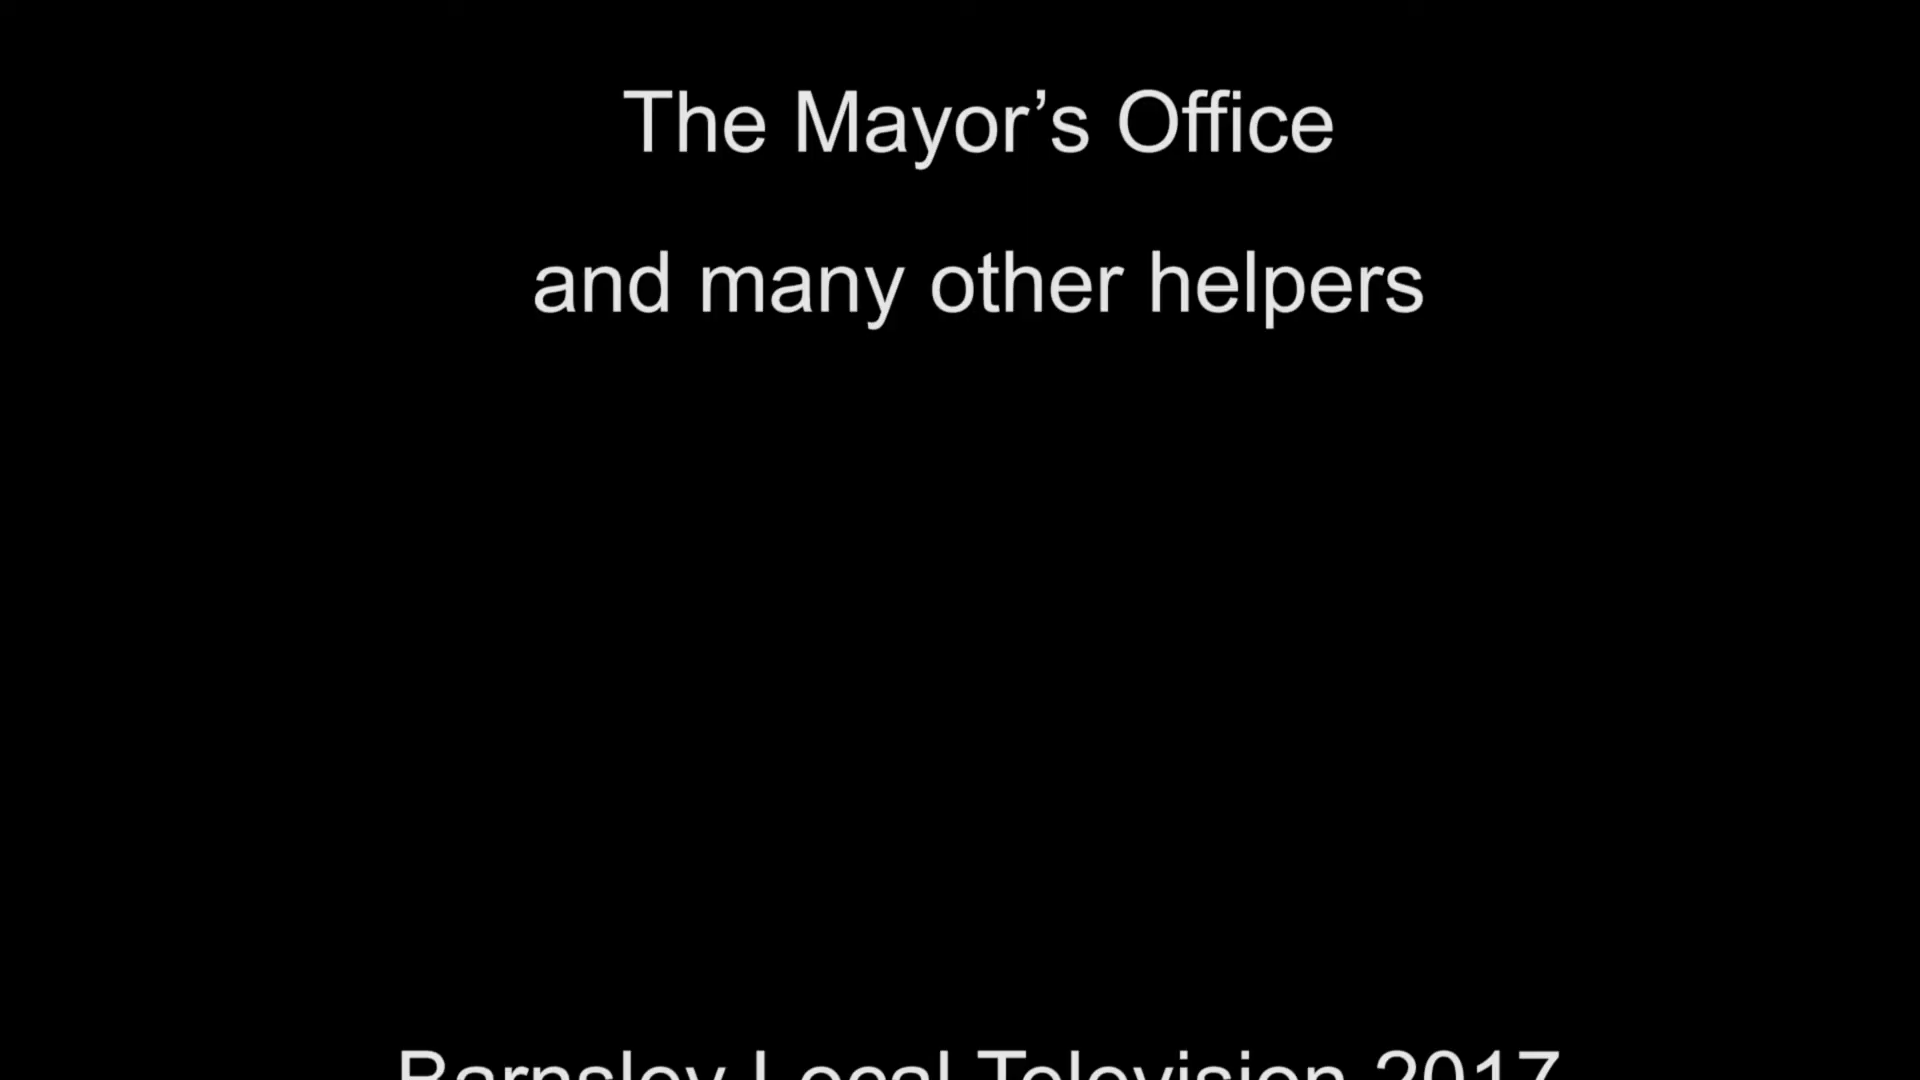 The Mayor’s Office
and many other helpers
Barnsley Local Television 2017